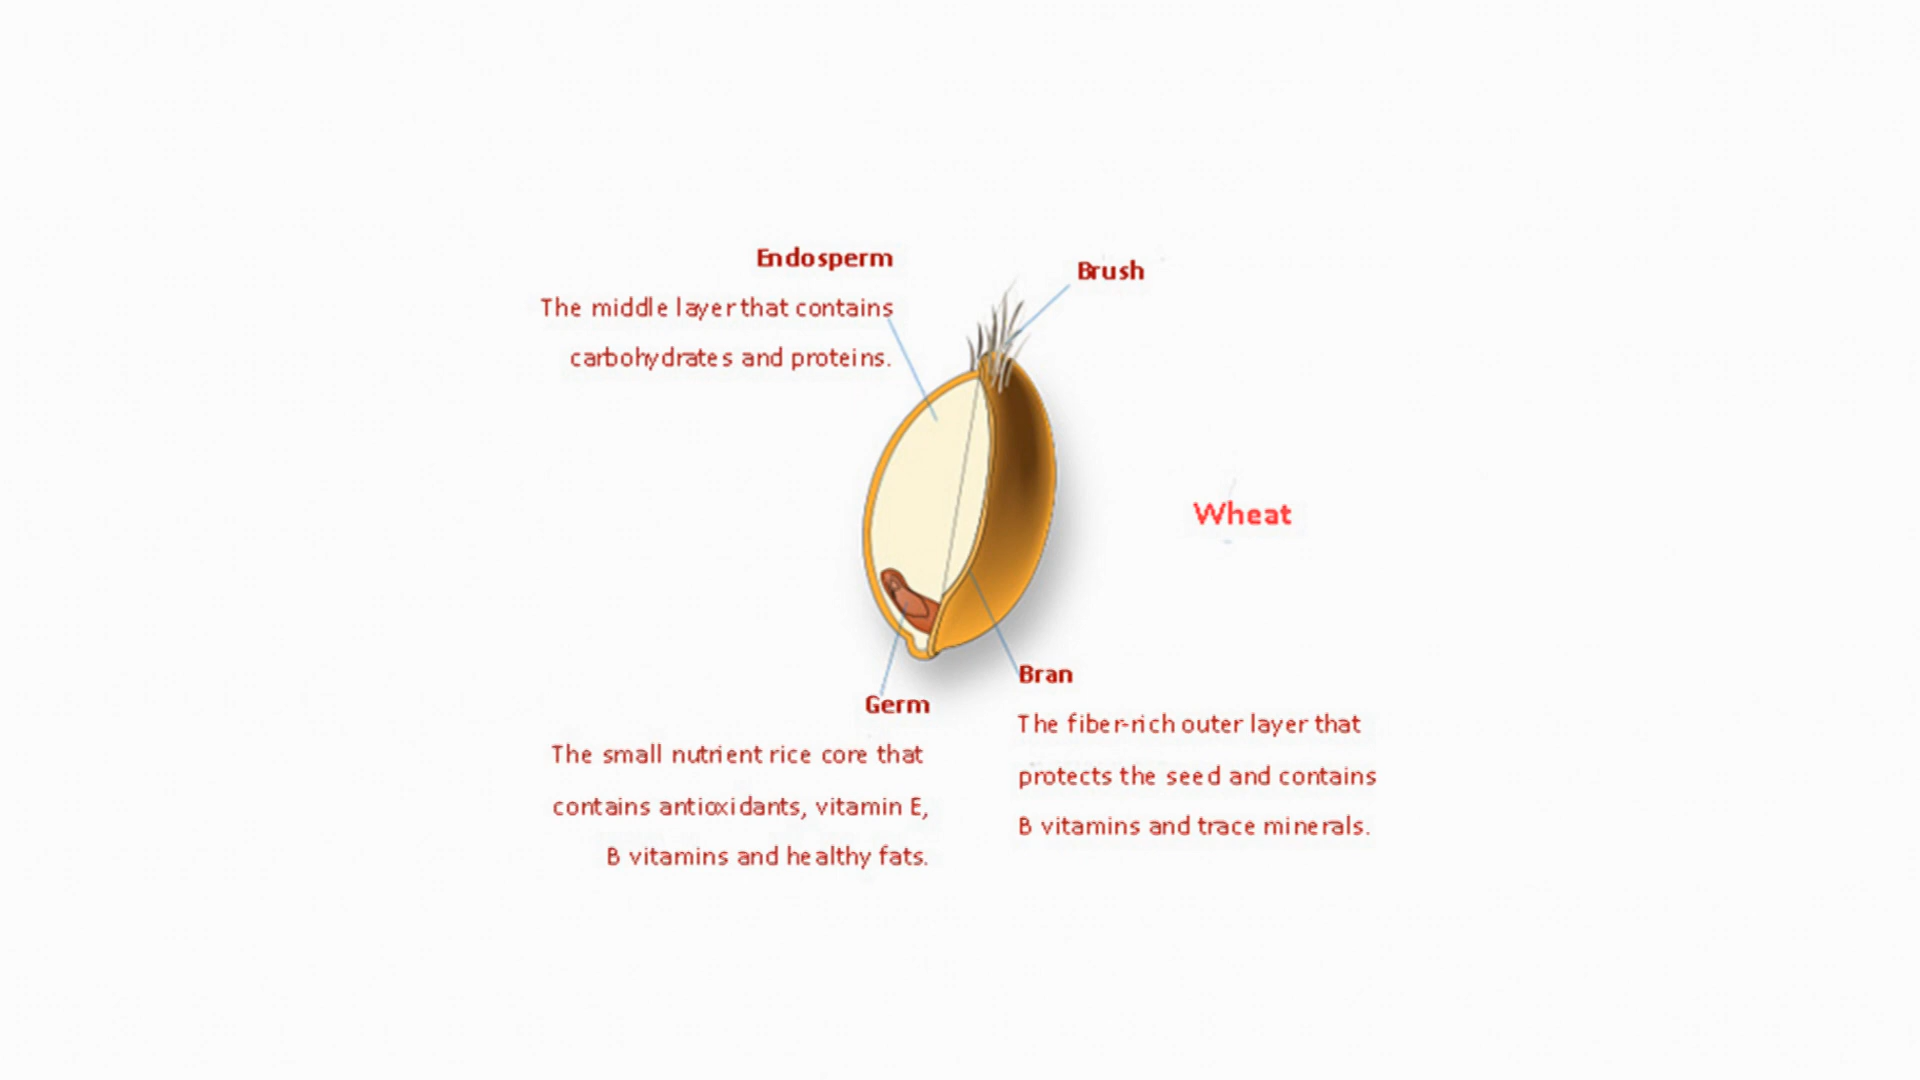 Endosperm
The middle layer that contains
carbohydrates and proteins.
Brush
Wheat
Germ
The small nutrient rice core that
contains antioxidants, vitamin E,
B vitamins and healthy fats.
Bran
The fiber-rich outer layer that
protects the seed and contains
B vitamins and trace minerals.